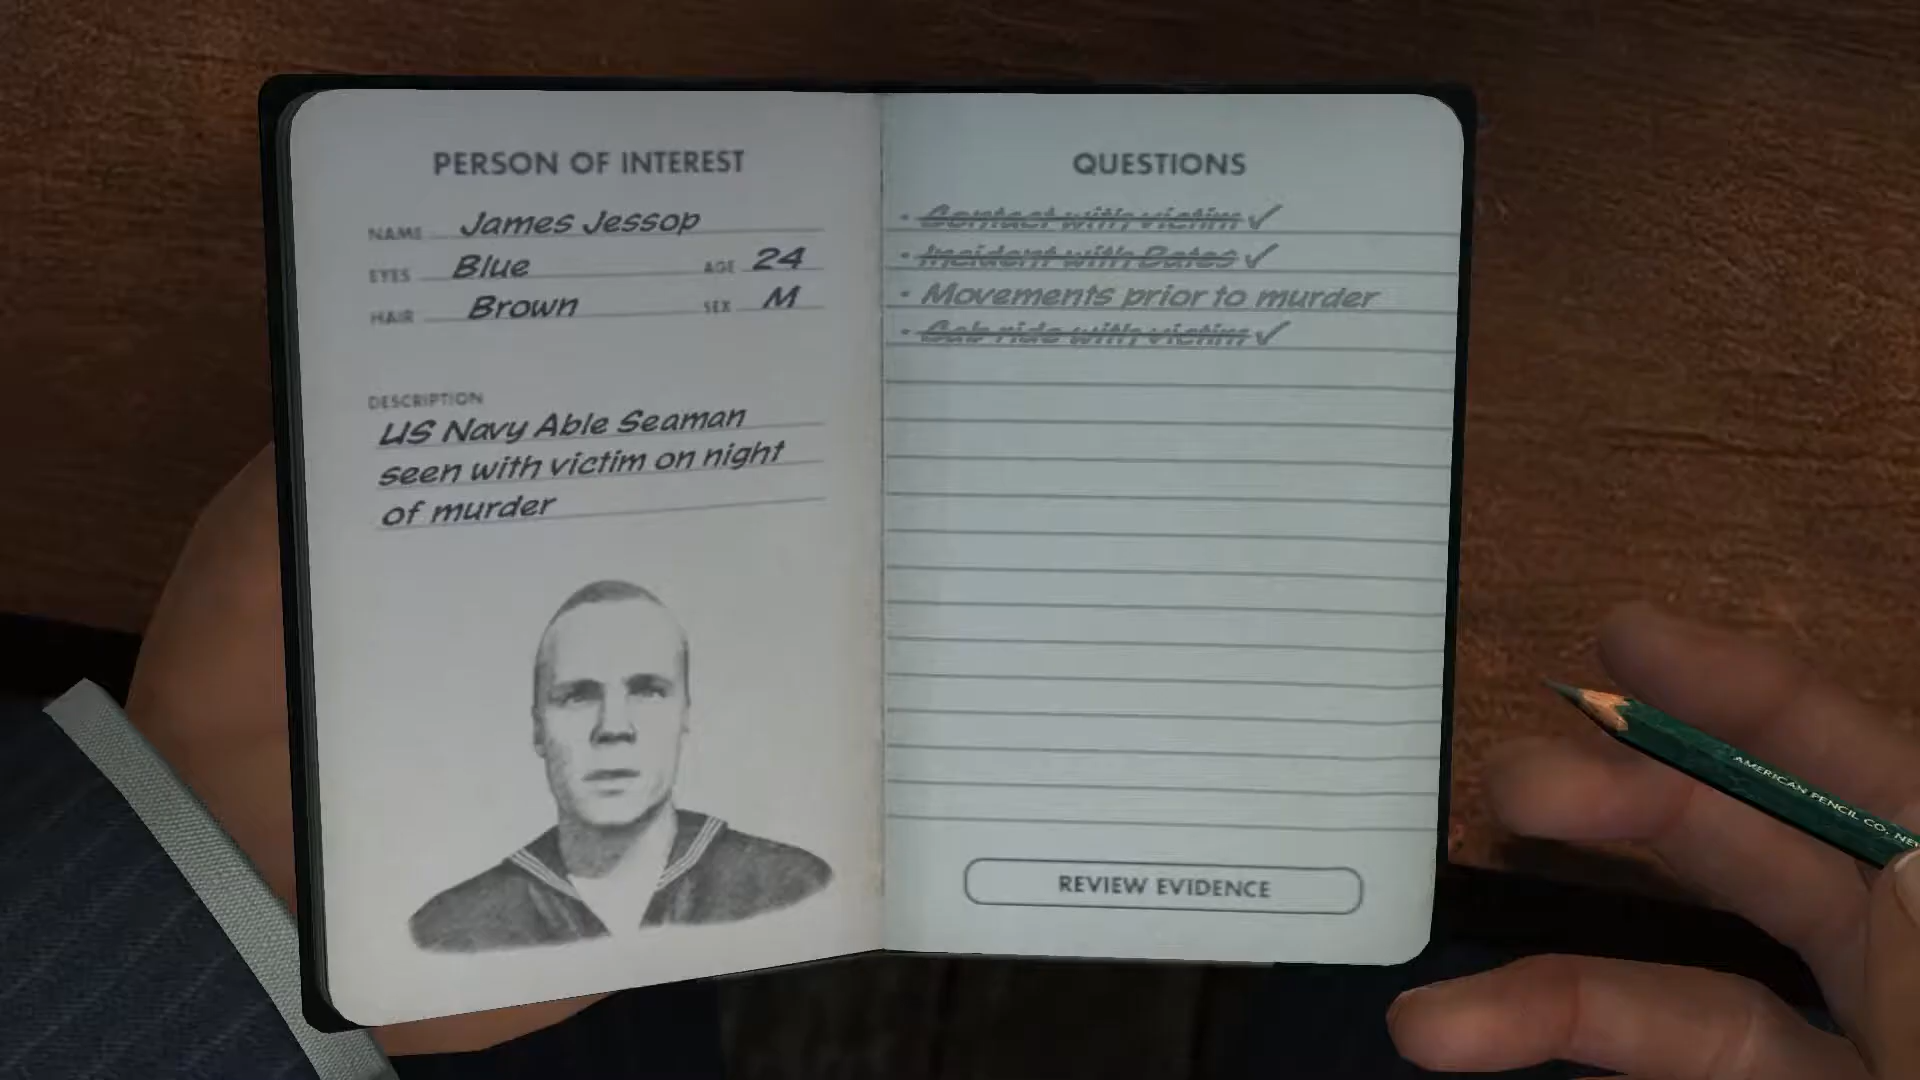 PERSON OF INTEREST
NAME James Jessop
EYES Blue AGE 24
HAIR Brown SEX M
DESCRIPTION
US Navy Able Seaman
seen with victim on night
of murder
QUESTIONS
• Contact with victim ✓
• Incident with Bates ✓
• Movements prior to murder
• Cab ride with victim ✓
REVIEW EVIDENCE
AMERICAN PENCIL CO. NE